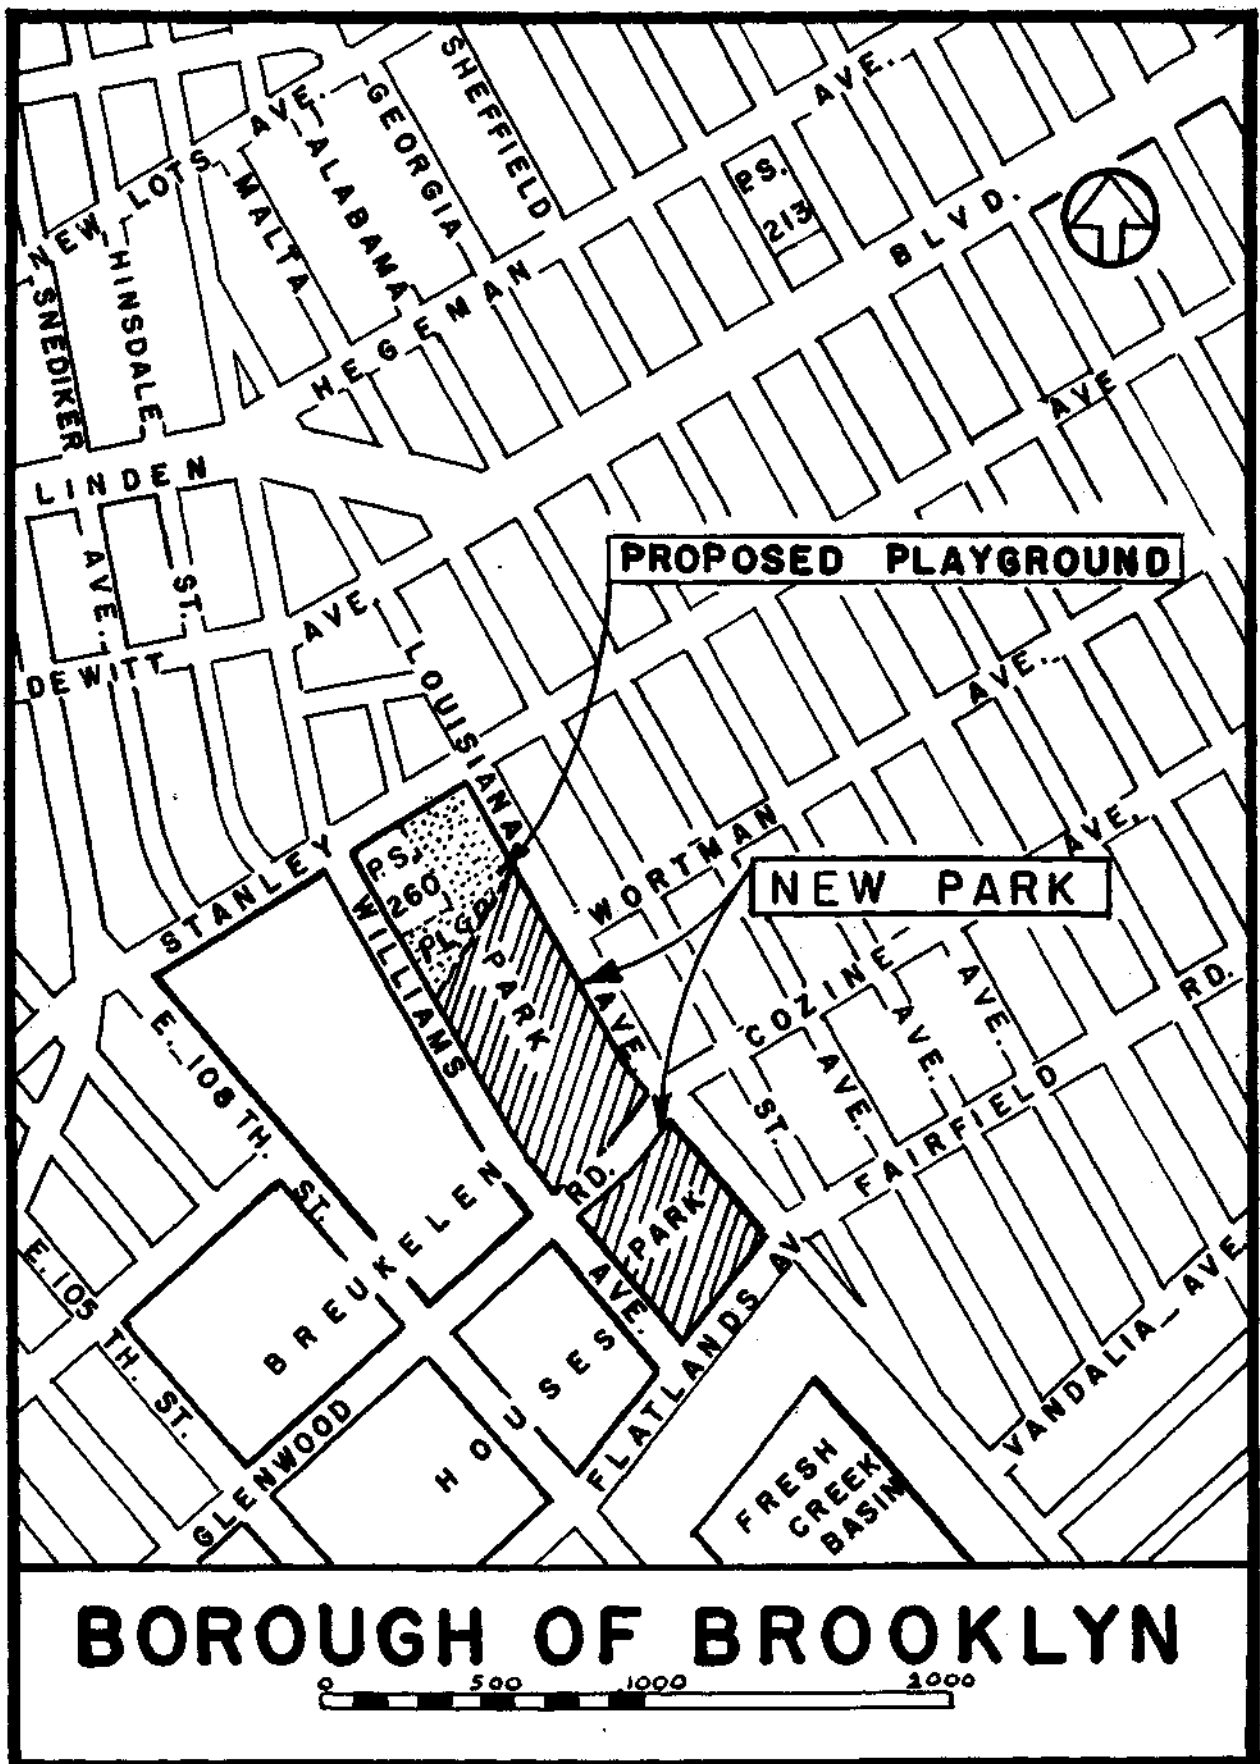 SHEFFIELD
AVE.
GEORGIA
AVE.
ALABAMA
NEW LOTS
MALTA
P.S.
213
BLVD.
HINSDALE
SNEDIKER
HEGEMAN
AVE
LINDEN
AVE.
ST.
PROPOSED PLAYGROUND
AVE.
DEWITT
LOUISIANA
AVE.
WORTMAN
AVE.
STANLEY
P.S.
260
PLGD
NEW PARK
WILLIAMS
PARK
AVE.
COZINE
AVE.
AVE.
RD.
E. 108 TH.
ST.
AVE.
ST.
FAIRFIELD
RD.
PARK
BREUKELEN
E. 105
TH. ST.
AVE.
FLATLANDS AV.
HOUSES
VANDALIA AVE.
GLENWOOD
FRESH
CREEK
BASIN
BOROUGH OF BROOKLYN
0 500 1000 2000